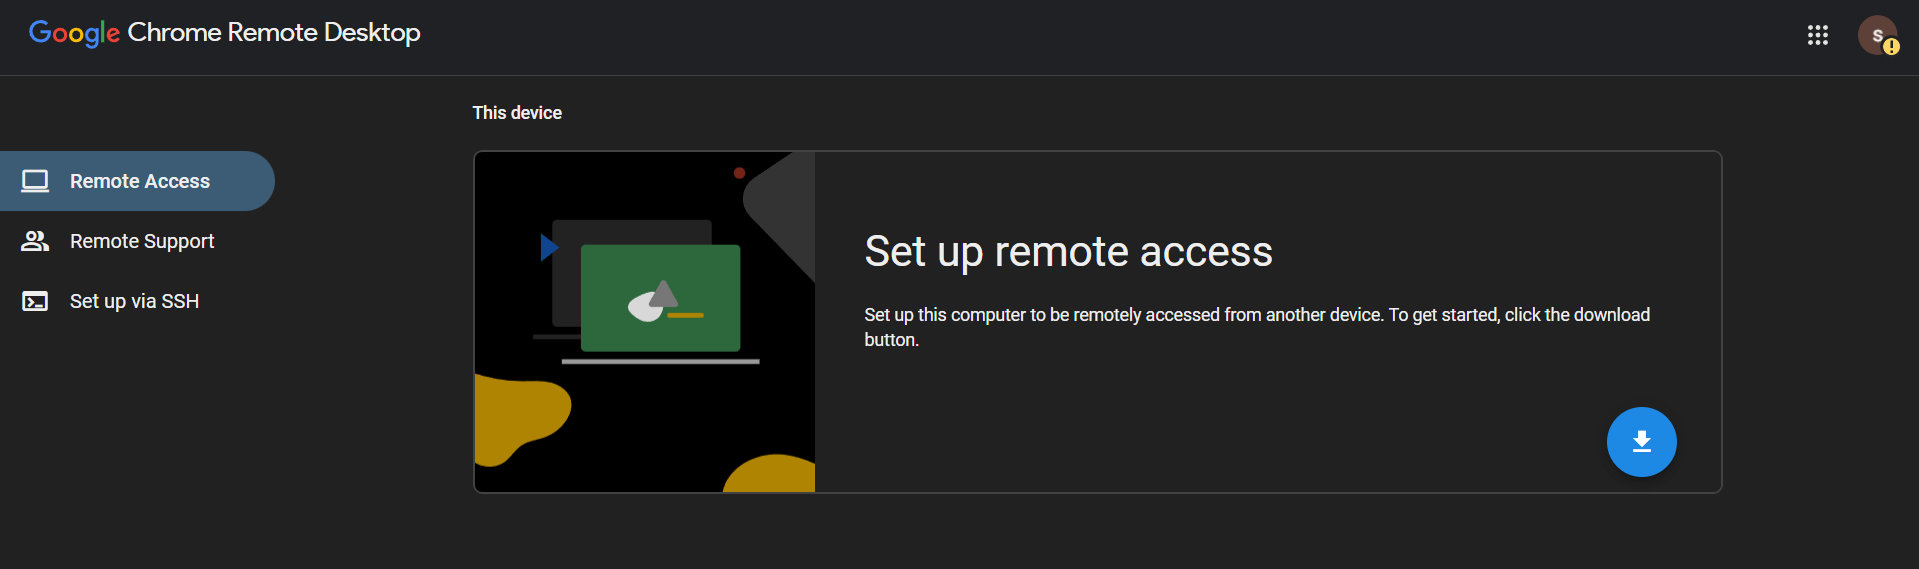 Google Chrome Remote Desktop
S
!
This device
Remote Access
Remote Support
Set up via SSH
Set up remote access
Set up this computer to be remotely accessed from another device. To get started, click the download
button.